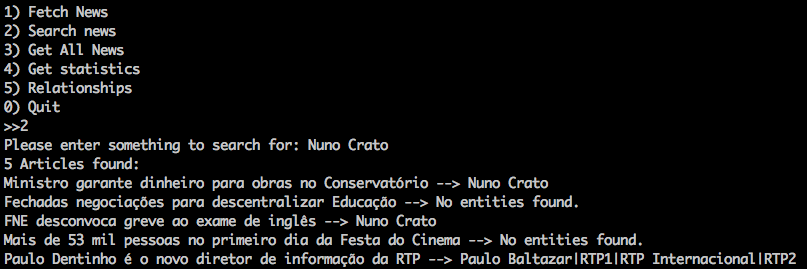 1) Fetch News
2) Search news
3) Get All News
4) Get statistics
5) Relationships
0) Quit
>>2
Please enter something to search for: Nuno Crato
5 Articles found:
Ministro garante dinheiro para obras no Conservatório --> Nuno Crato
Fechadas negociações para descentralizar Educação --> No entities found.
FNE desconvoca greve ao exame de inglês --> Nuno Crato
Mais de 53 mil pessoas no primeiro dia da Festa do Cinema --> No entities found.
Paulo Dentinho é o novo diretor de informação da RTP --> Paulo Baltazar|RTP1|RTP Internacional|RTP2